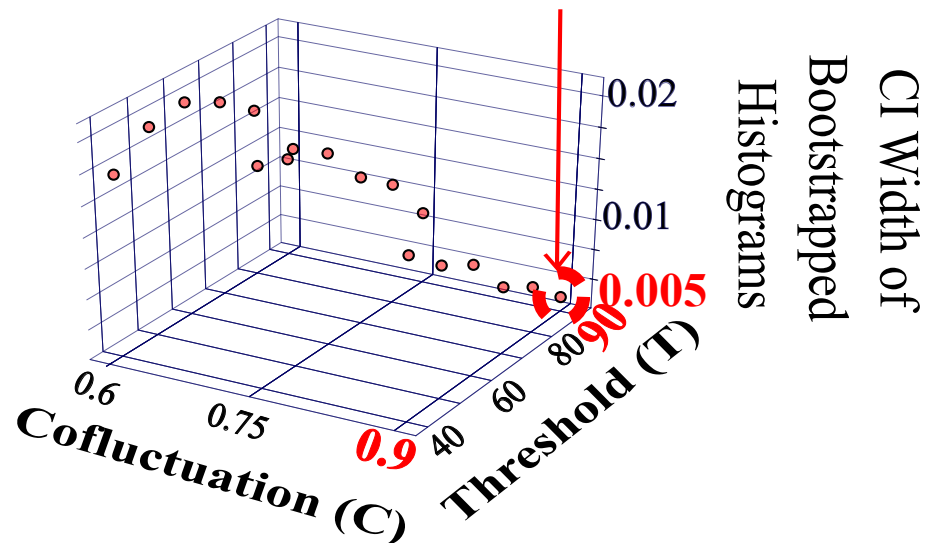 0.02
0.01
0.005
90
80
60
40
0.6
0.75
0.9
Cofluctuation (C)
Threshold (T)
CI Width of
Bootstrapped
Histograms